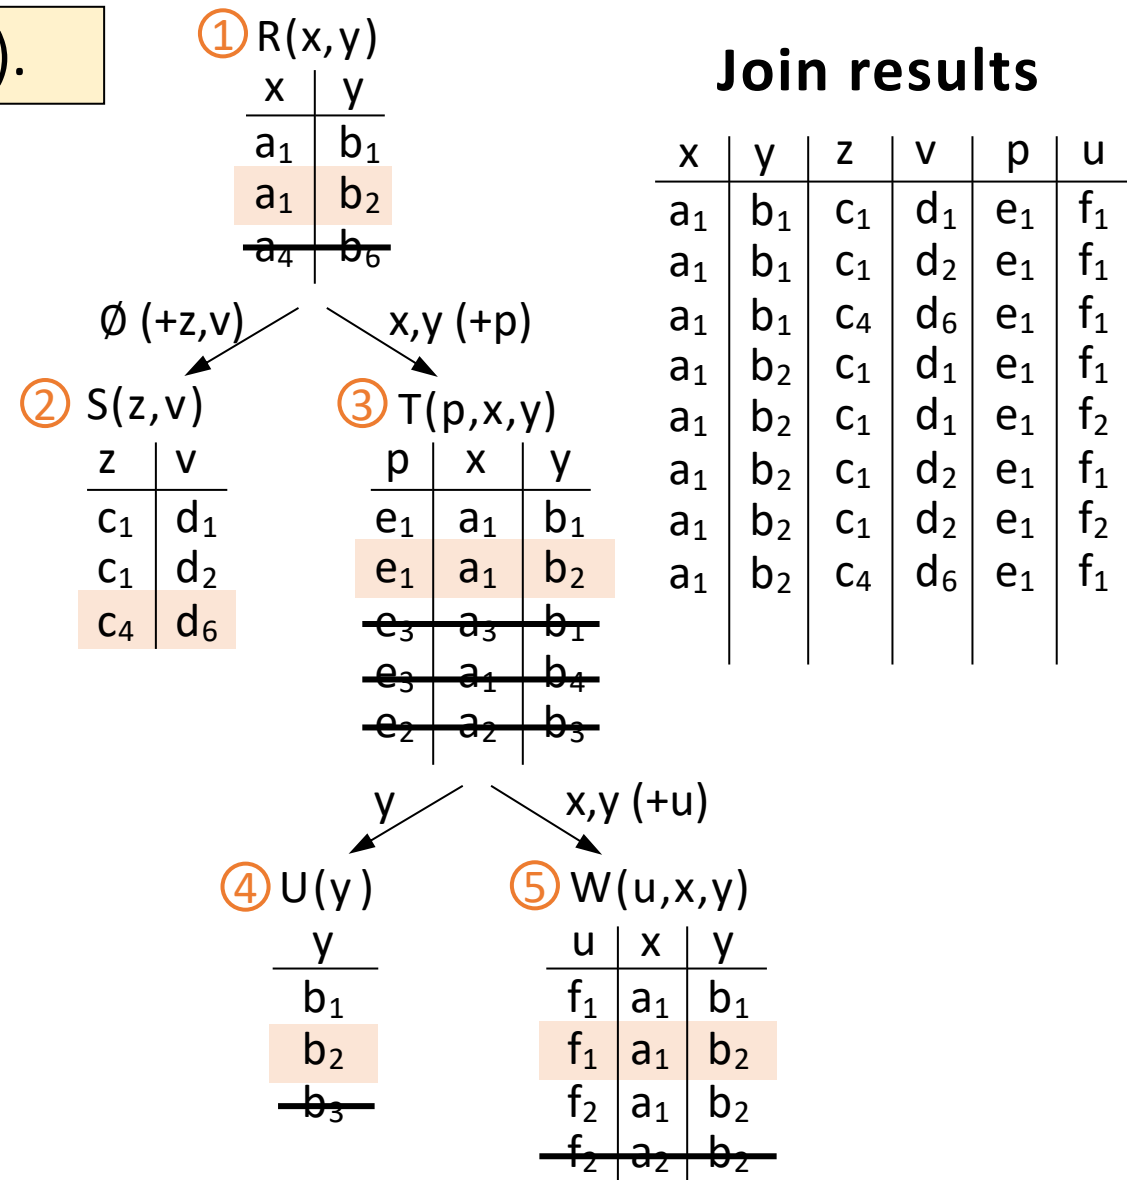 ).
① R(x,y)
x y
a₁ b₁
a₁ b₂
a₄ b₆
Ø (+z,v)
x,y (+p)
② S(z,v)
z v
c₁ d₁
c₁ d₂
c₄ d₆
③ T(p,x,y)
p x y
e₁ a₁ b₁
e₁ a₁ b₂
e₃ a₃ b₁
e₃ a₁ b₄
e₂ a₂ b₃
y
x,y (+u)
④ U(y)
y
b₁
b₂
b₃
⑤ W(u,x,y)
u x y
f₁ a₁ b₁
f₁ a₁ b₂
f₂ a₁ b₂
f₂ a₂ b₂
Join results
x y z v p u
a₁ b₁ c₁ d₁ e₁ f₁
a₁ b₁ c₁ d₂ e₁ f₁
a₁ b₁ c₄ d₆ e₁ f₁
a₁ b₂ c₁ d₁ e₁ f₁
a₁ b₂ c₁ d₁ e₁ f₂
a₁ b₂ c₁ d₂ e₁ f₁
a₁ b₂ c₁ d₂ e₁ f₂
a₁ b₂ c₄ d₆ e₁ f₁